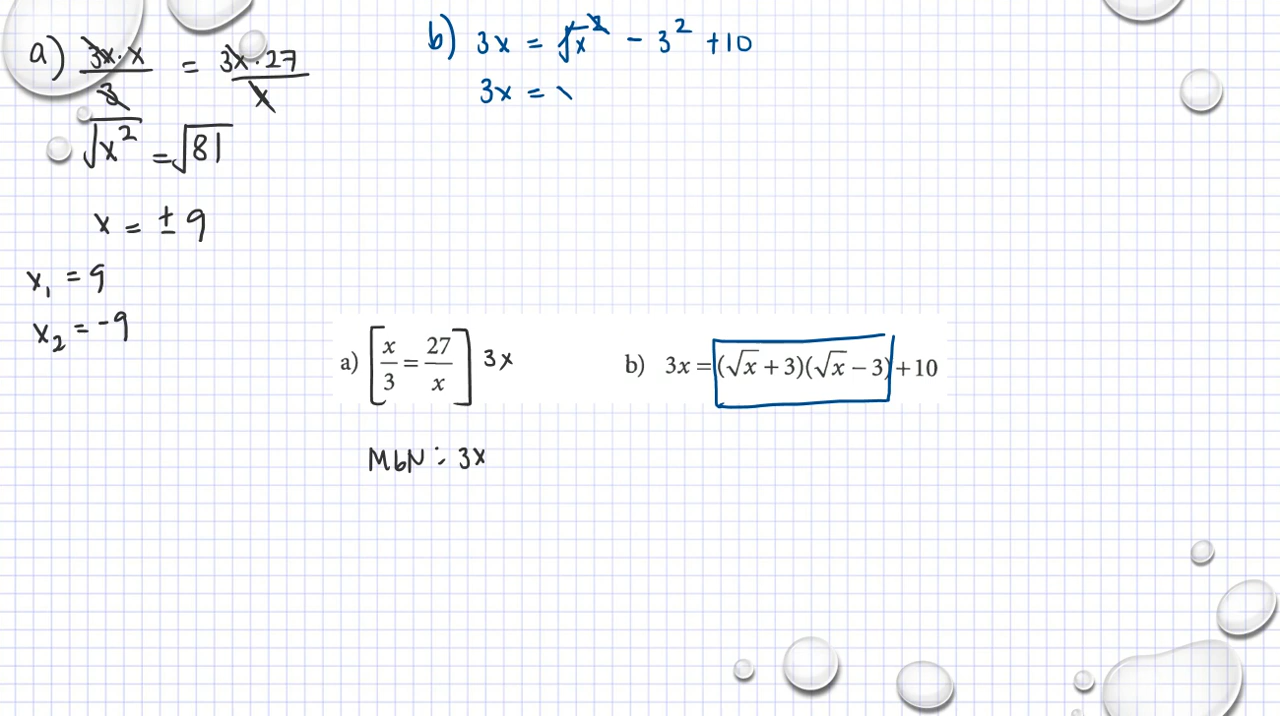 a) 3x·x/3 = 3x·27/x
√x² = √81
x = ± 9
x₁ = 9
x₂ = -9
b) 3x = √x² - 3² + 10
3x = x
a) [x/3 = 27/x] 3x
MbN : 3x
b) 3x = (√x + 3)(√x − 3) + 10